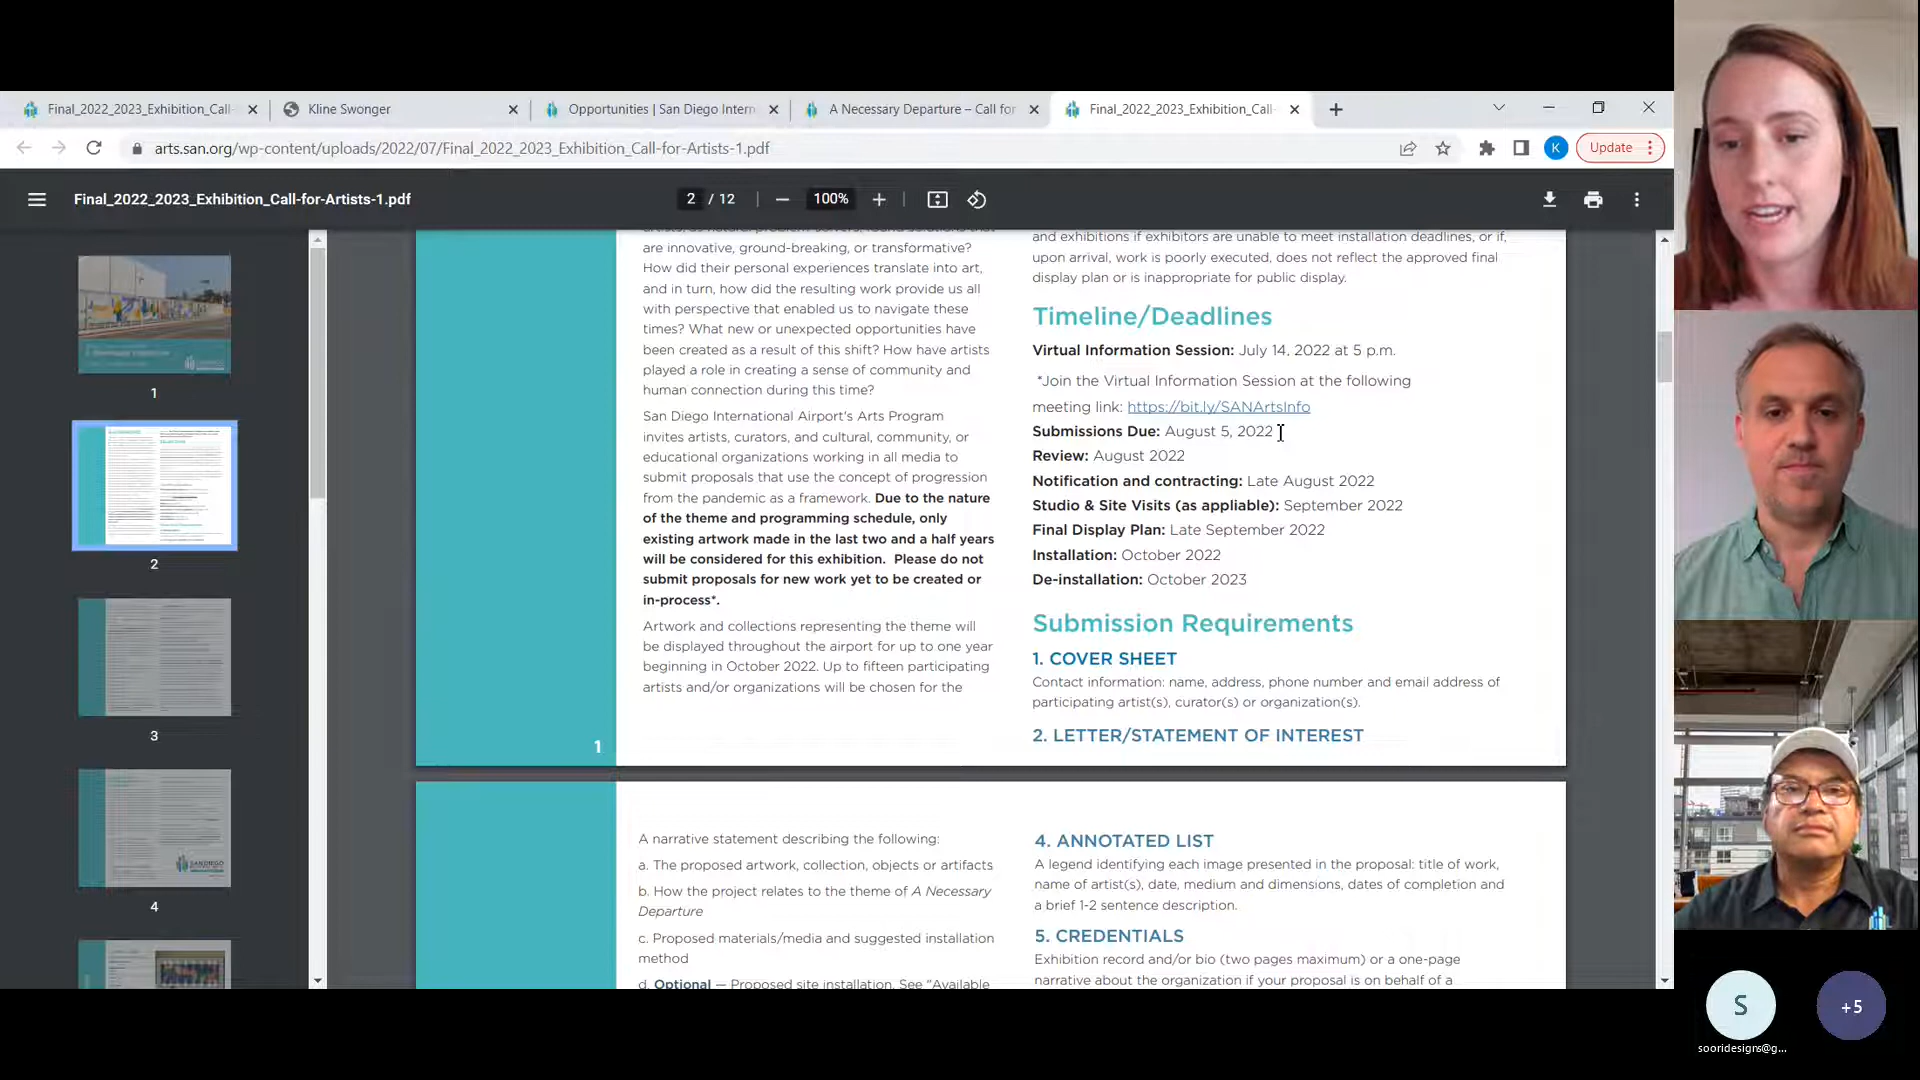 Final_2022_2023_Exhibition_Call-
Kline Swonger
Opportunities | San Diego Intern
A Necessary Departure – Call for
Final_2022_2023_Exhibition_Call-
arts.san.org/wp-content/uploads/2022/07/Final_2022_2023_Exhibition_Call-for-Artists-1.pdf
K
Update
Final_2022_2023_Exhibition_Call-for-Artists-1.pdf
2 / 12
100%
1
2
3
4
are innovative, ground-breaking, or transformative?
How did their personal experiences translate into art,
and in turn, how did the resulting work provide us all
with perspective that enabled us to navigate these
times? What new or unexpected opportunities have
been created as a result of this shift? How have artists
played a role in creating a sense of community and
human connection during this time?
San Diego International Airport's Arts Program
invites artists, curators, and cultural, community, or
educational organizations working in all media to
submit proposals that use the concept of progression
from the pandemic as a framework. Due to the nature
of the theme and programming schedule, only
existing artwork made in the last two and a half years
will be considered for this exhibition. Please do not
submit proposals for new work yet to be created or
in-process*.
Artwork and collections representing the theme will
be displayed throughout the airport for up to one year
beginning in October 2022. Up to fifteen participating
artists and/or organizations will be chosen for the
1
and exhibitions if exhibitors are unable to meet installation deadlines, or if,
upon arrival, work is poorly executed, does not reflect the approved final
display plan or is inappropriate for public display.
Timeline/Deadlines
Virtual Information Session: July 14, 2022 at 5 p.m.
*Join the Virtual Information Session at the following
meeting link: https://bit.ly/SANArtsInfo
Submissions Due: August 5, 2022
Review: August 2022
Notification and contracting: Late August 2022
Studio & Site Visits (as appliable): September 2022
Final Display Plan: Late September 2022
Installation: October 2022
De-installation: October 2023
Submission Requirements
1. COVER SHEET
Contact information: name, address, phone number and email address of
participating artist(s), curator(s) or organization(s).
2. LETTER/STATEMENT OF INTEREST
A narrative statement describing the following:
a. The proposed artwork, collection, objects or artifacts
b. How the project relates to the theme of A Necessary
Departure
c. Proposed materials/media and suggested installation
method
d. Optional — Proposed site installation. See "Available
4. ANNOTATED LIST
A legend identifying each image presented in the proposal: title of work,
name of artist(s), date, medium and dimensions, dates of completion and
a brief 1-2 sentence description.
5. CREDENTIALS
Exhibition record and/or bio (two pages maximum) or a one-page
narrative about the organization if your proposal is on behalf of a
S
+5
sooridesigns@g...